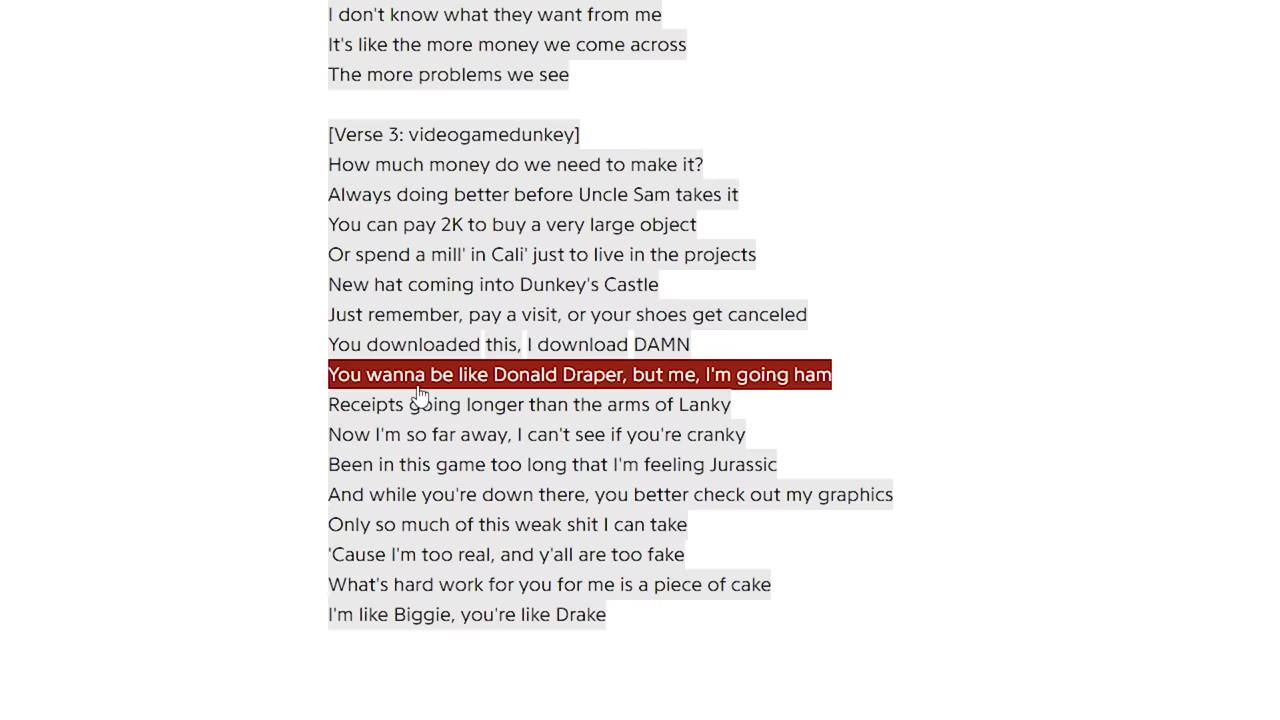 I don't know what they want from me
It's like the more money we come across
The more problems we see
[Verse 3: videogamedunkey]
How much money do we need to make it?
Always doing better before Uncle Sam takes it
You can pay 2K to buy a very large object
Or spend a mill' in Cali' just to live in the projects
New hat coming into Dunkey's Castle
Just remember, pay a visit, or your shoes get canceled
You downloaded this, I download DAMN
You wanna be like Donald Draper, but me, I'm going ham
Receipts going longer than the arms of Lanky
Now I'm so far away, I can't see if you're cranky
Been in this game too long that I'm feeling Jurassic
And while you're down there, you better check out my graphics
Only so much of this weak shit I can take
'Cause I'm too real, and y'all are too fake
What's hard work for you for me is a piece of cake
I'm like Biggie, you're like Drake